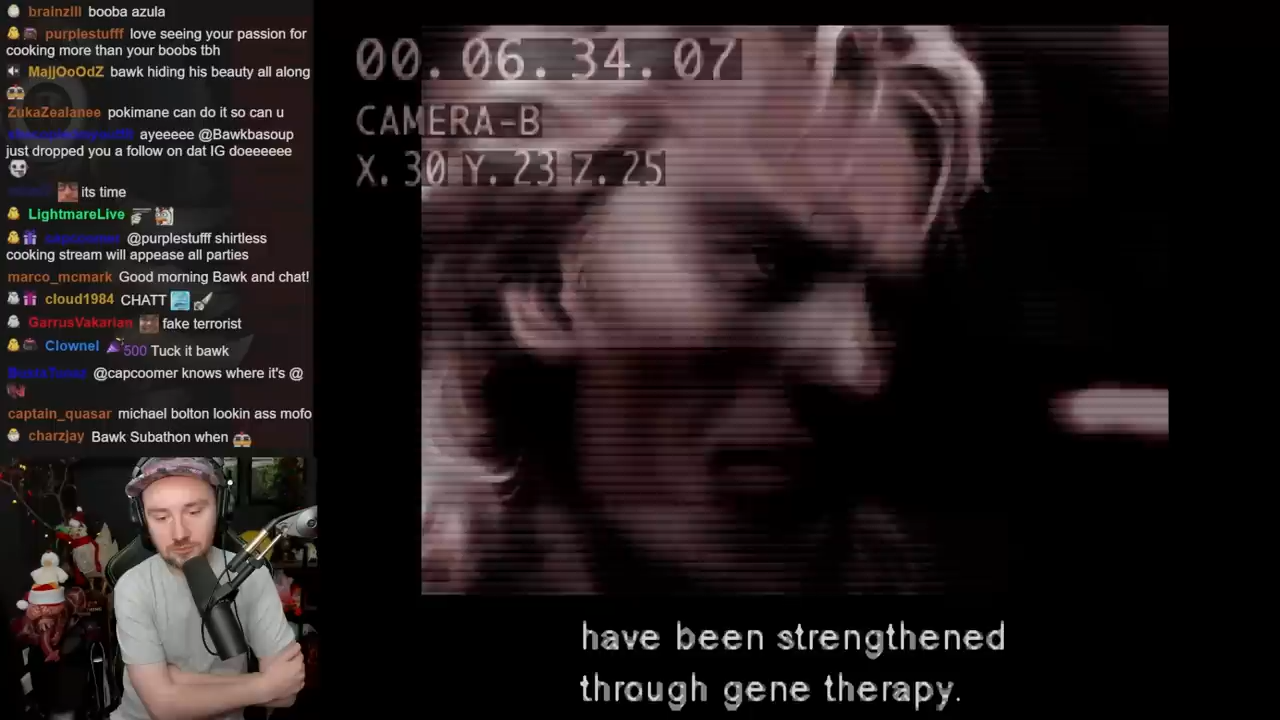 brainzlll booba azula
purplestufff love seeing your passion for
cooking more than your boobs tbh
MajjOoOdZ bawk hiding his beauty all along
ZukaZealanee pokimane can do it so can u
ayeeeee @Bawkbasoup
just dropped you a follow on dat IG doeeeeee
its time
LightmareLive
capcoomer @purplestufff shirtless
cooking stream will appease all parties
marco_mcmark Good morning Bawk and chat!
cloud1984 CHATT
GarrusVakarian fake terrorist
Clownel 500 Tuck it bawk
@capcoomer knows where it's @
captain_quasar michael bolton lookin ass mofo
charzjay Bawk Subathon when
00.06.34.07
CAMERA-B
X.30 Y.23 Z.25
have been strengthened
through gene therapy.